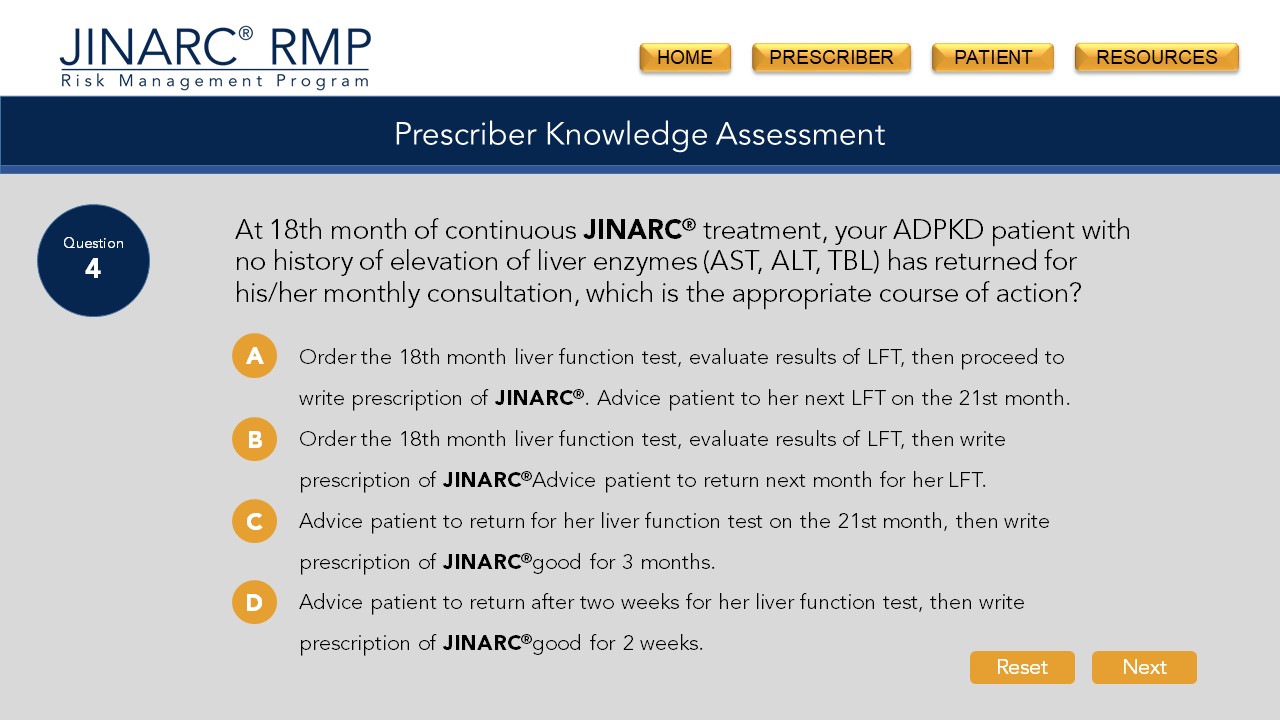 JINARC® RMP
Risk Management Program
HOME PRESCRIBER PATIENT RESOURCES
Prescriber Knowledge Assessment
Question
4
At 18th month of continuous JINARC® treatment, your ADPKD patient with
no history of elevation of liver enzymes (AST, ALT, TBL) has returned for
his/her monthly consultation, which is the appropriate course of action?
A Order the 18th month liver function test, evaluate results of LFT, then proceed to
write prescription of JINARC®. Advice patient to her next LFT on the 21st month.
B Order the 18th month liver function test, evaluate results of LFT, then write
prescription of JINARC®Advice patient to return next month for her LFT.
C Advice patient to return for her liver function test on the 21st month, then write
prescription of JINARC®good for 3 months.
D Advice patient to return after two weeks for her liver function test, then write
prescription of JINARC®good for 2 weeks.
Reset Next